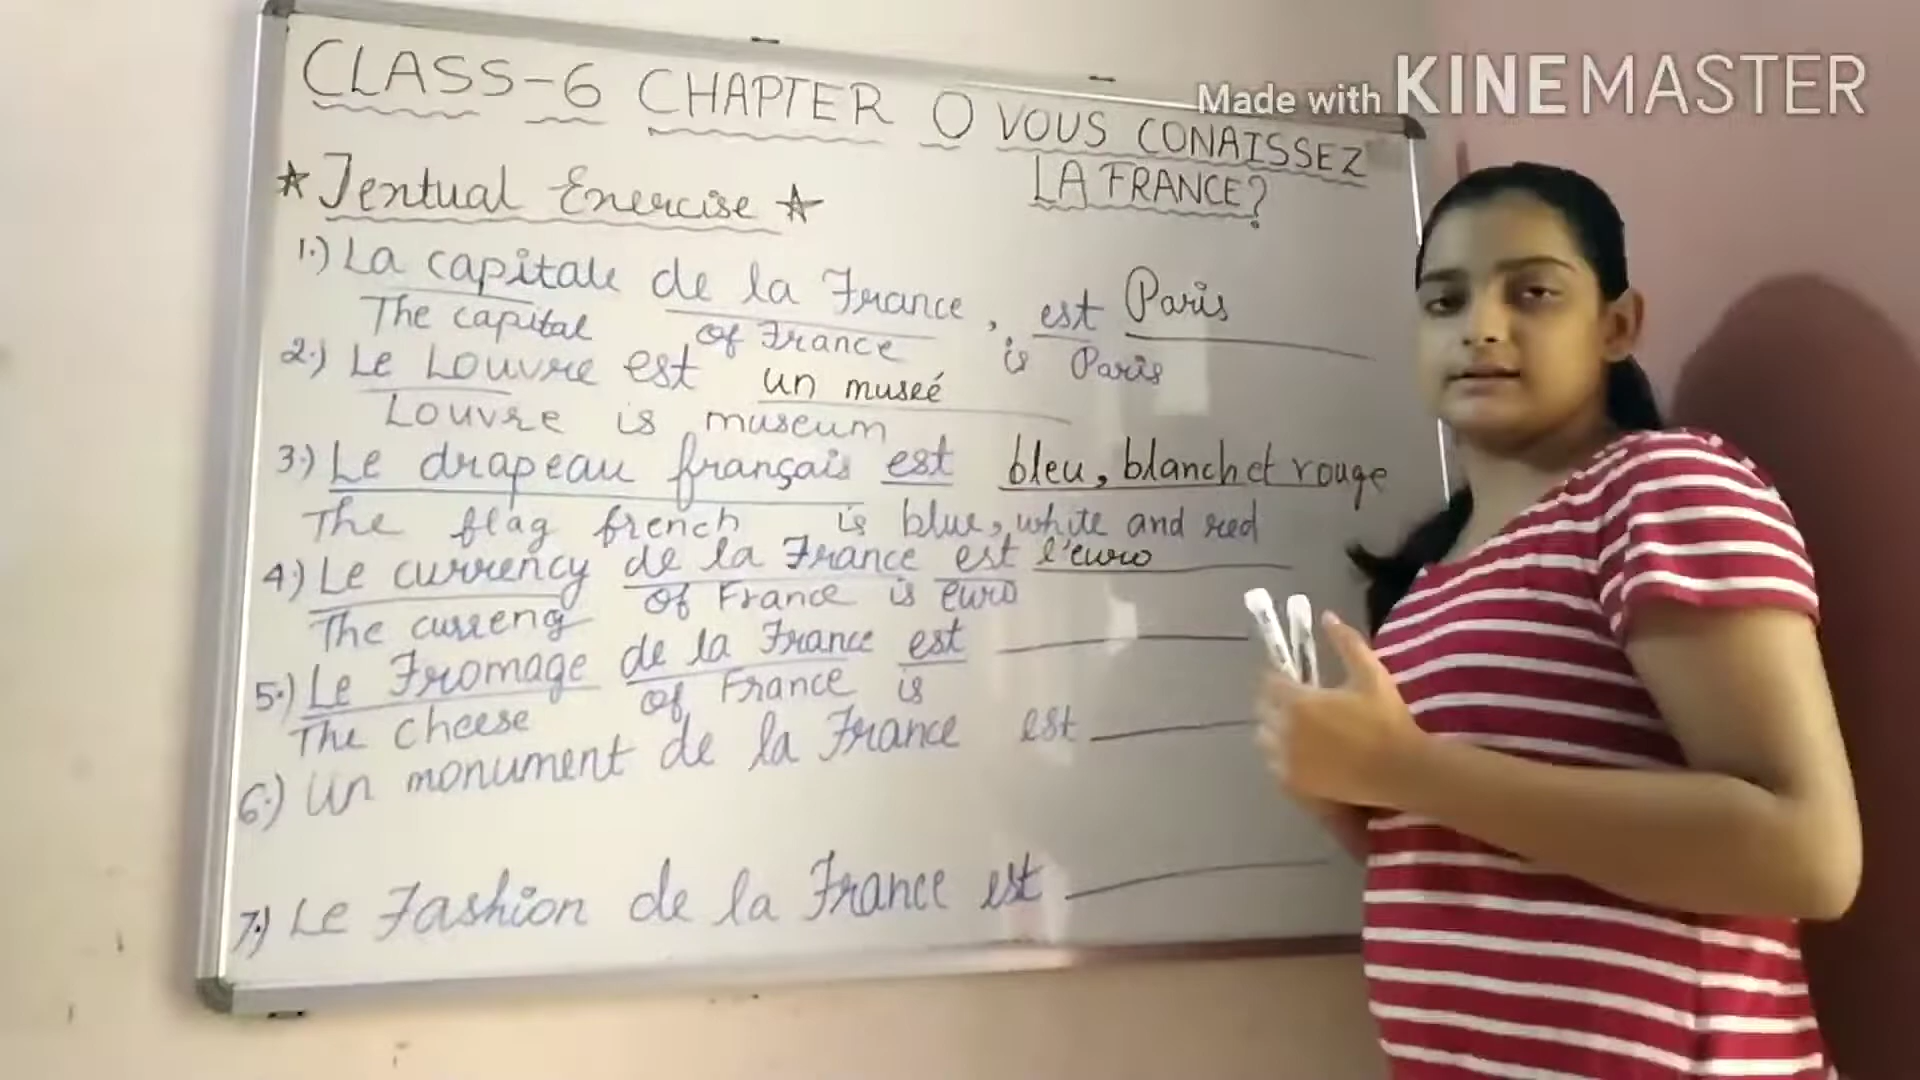 Made with KINEMASTER
CLASS-6 CHAPTER 0 VOUS CONAISSEZ
LA FRANCE?
★ Textual Exercise ★
1.) La capitale de la France, est Paris
The capital of France is Paris
2.) Le Louvre est un museé
Louvre is museum
3.) Le drapeau français est bleu, blanch et rouge
The flag french is blue, white and red
4.) Le currency de la France est l'euro
The curreng of France is euro
5.) Le Fromage de la France est
The cheese of France is
6.) Un monument de la France est
7.) Le Fashion de la France est